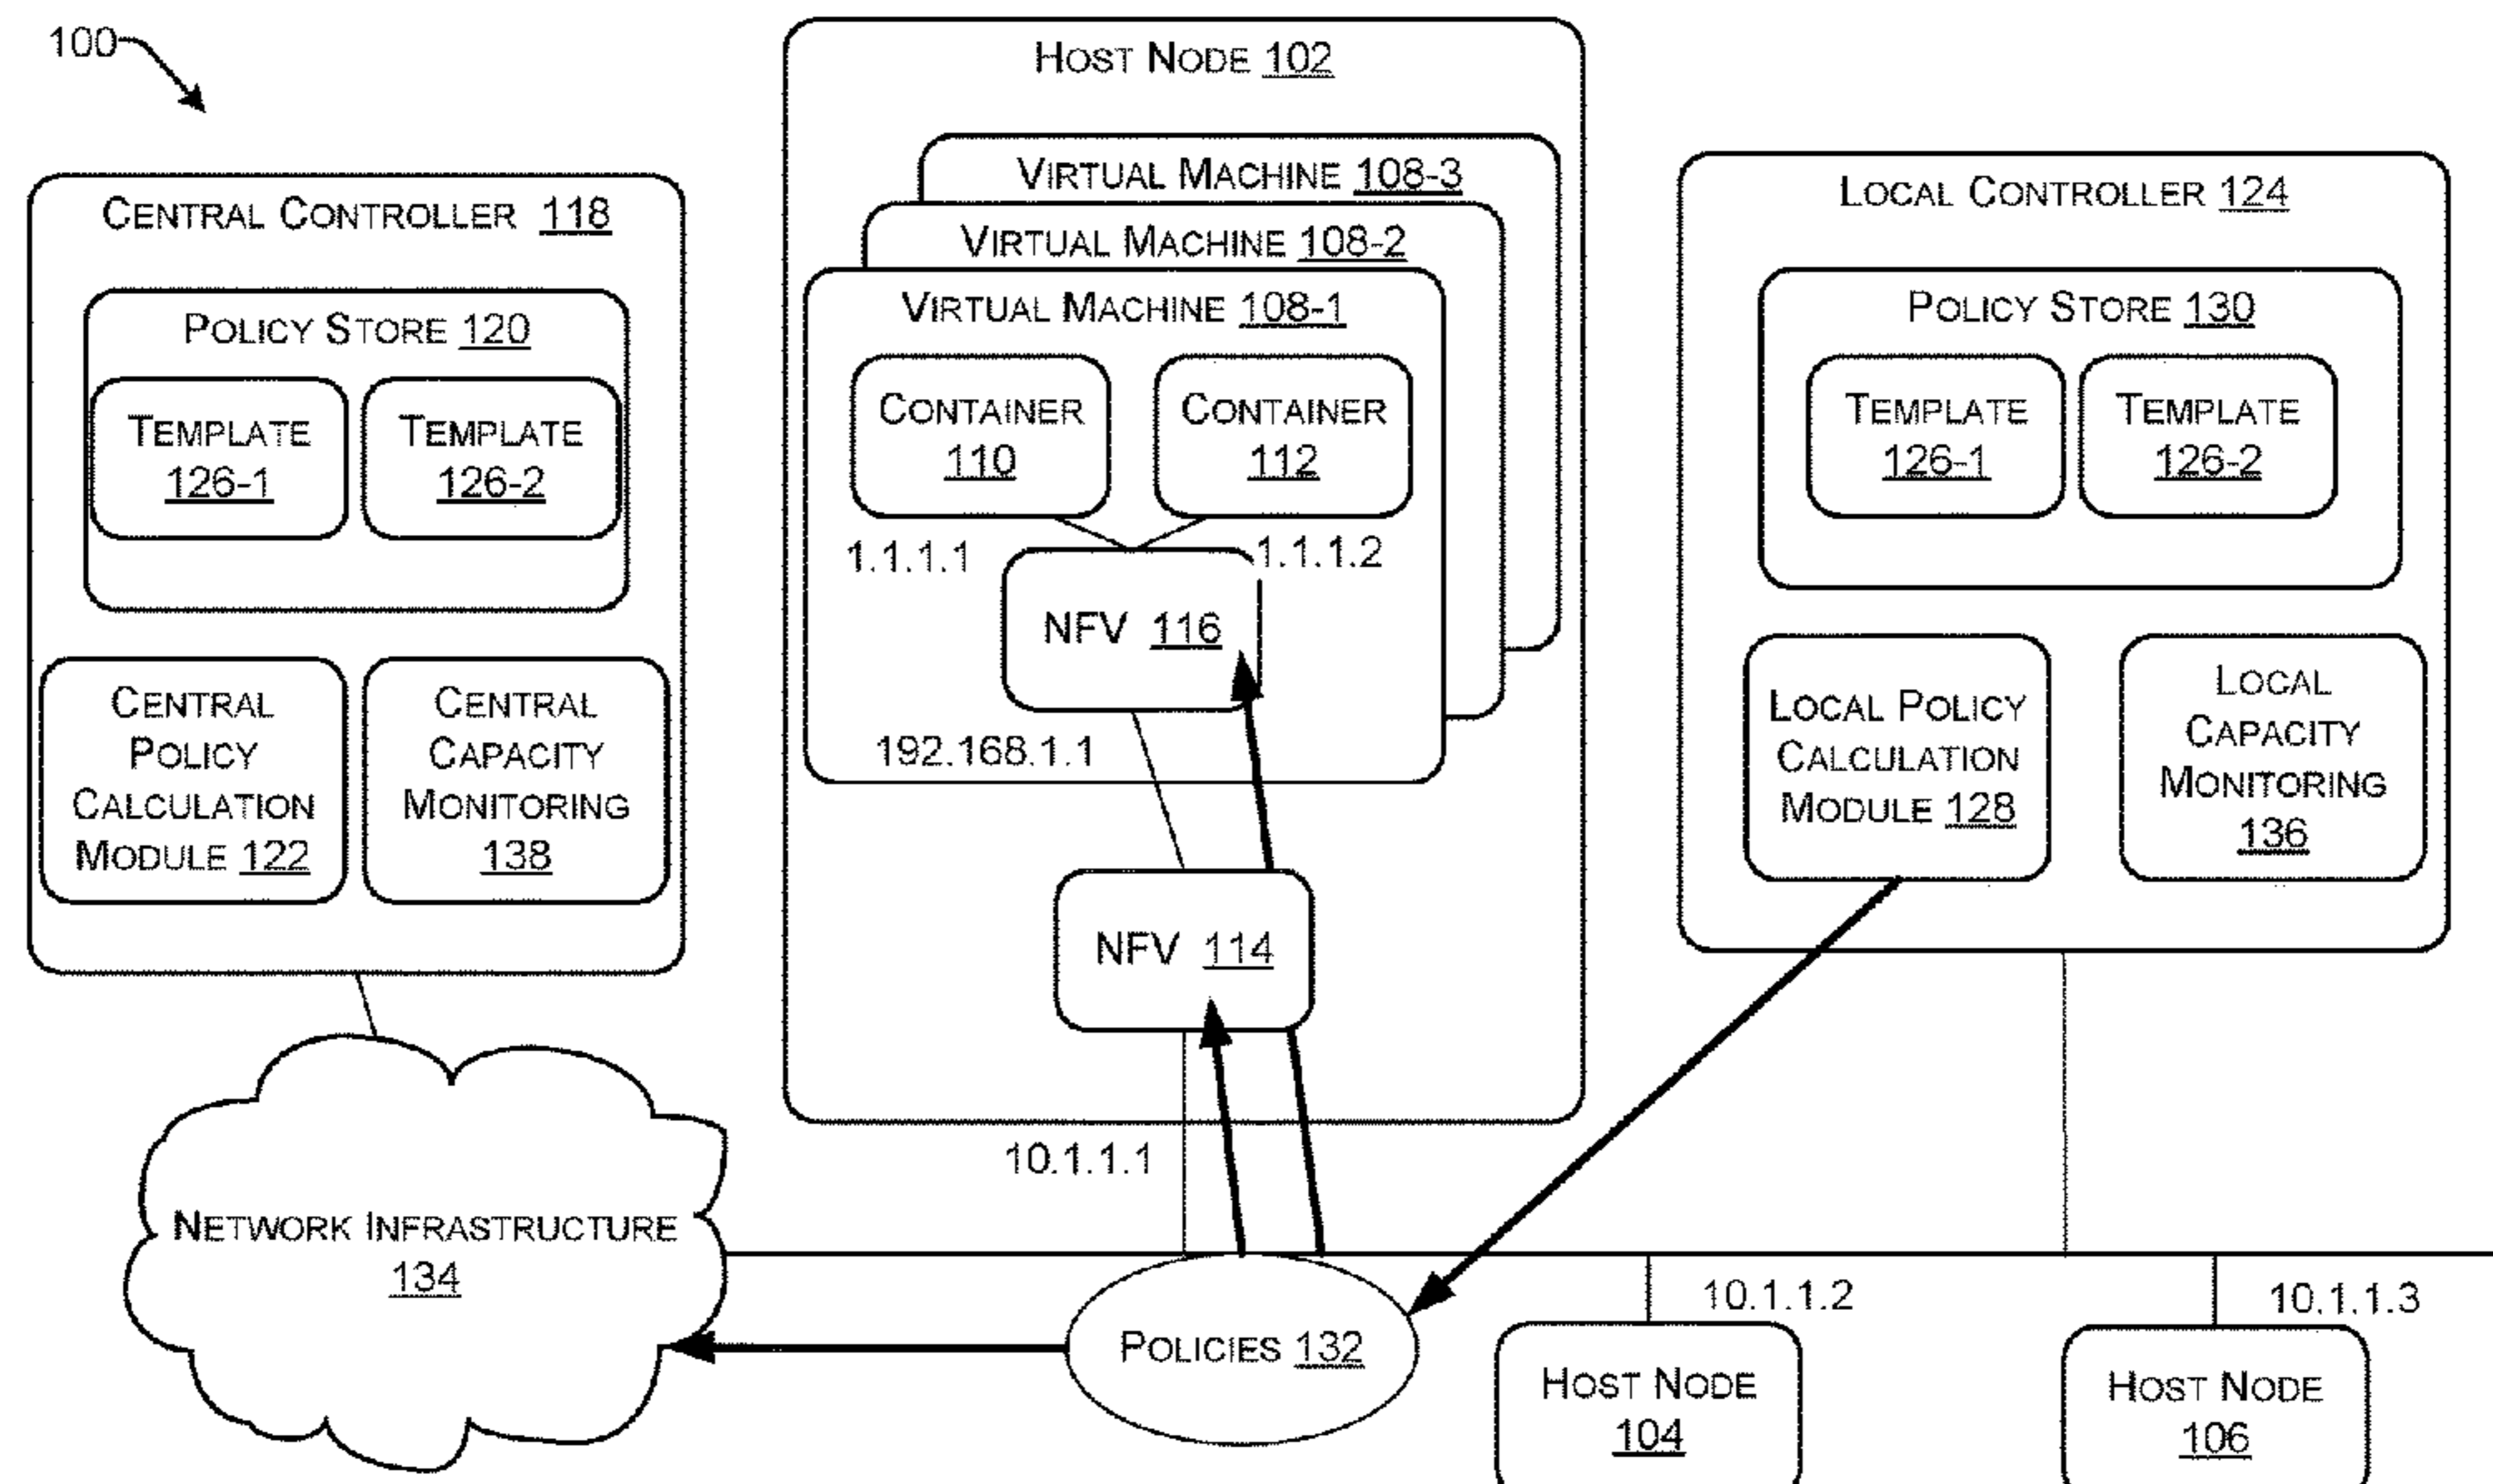 100
HOST NODE 102
VIRTUAL MACHINE 108-3
VIRTUAL MACHINE 108-2
VIRTUAL MACHINE 108-1
CONTAINER
110
CONTAINER
112
1.1.1.1
1.1.1.2
NFV 116
192.168.1.1
NFV 114
10.1.1.1
CENTRAL CONTROLLER 118
POLICY STORE 120
TEMPLATE
126-1
TEMPLATE
126-2
CENTRAL
POLICY
CALCULATION
MODULE 122
CENTRAL
CAPACITY
MONITORING
138
LOCAL CONTROLLER 124
POLICY STORE 130
TEMPLATE
126-1
TEMPLATE
126-2
LOCAL POLICY
CALCULATION
MODULE 128
LOCAL
CAPACITY
MONITORING
136
NETWORK INFRASTRUCTURE
134
POLICIES 132
10.1.1.2
HOST NODE
104
10.1.1.3
HOST NODE
106